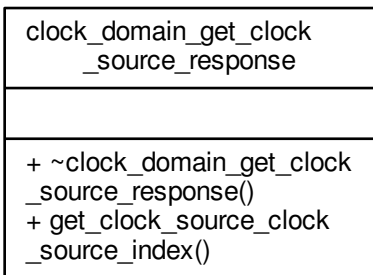 clock_domain_get_clock
_source_response
+ ~clock_domain_get_clock
_source_response()
+ get_clock_source_clock
_source_index()